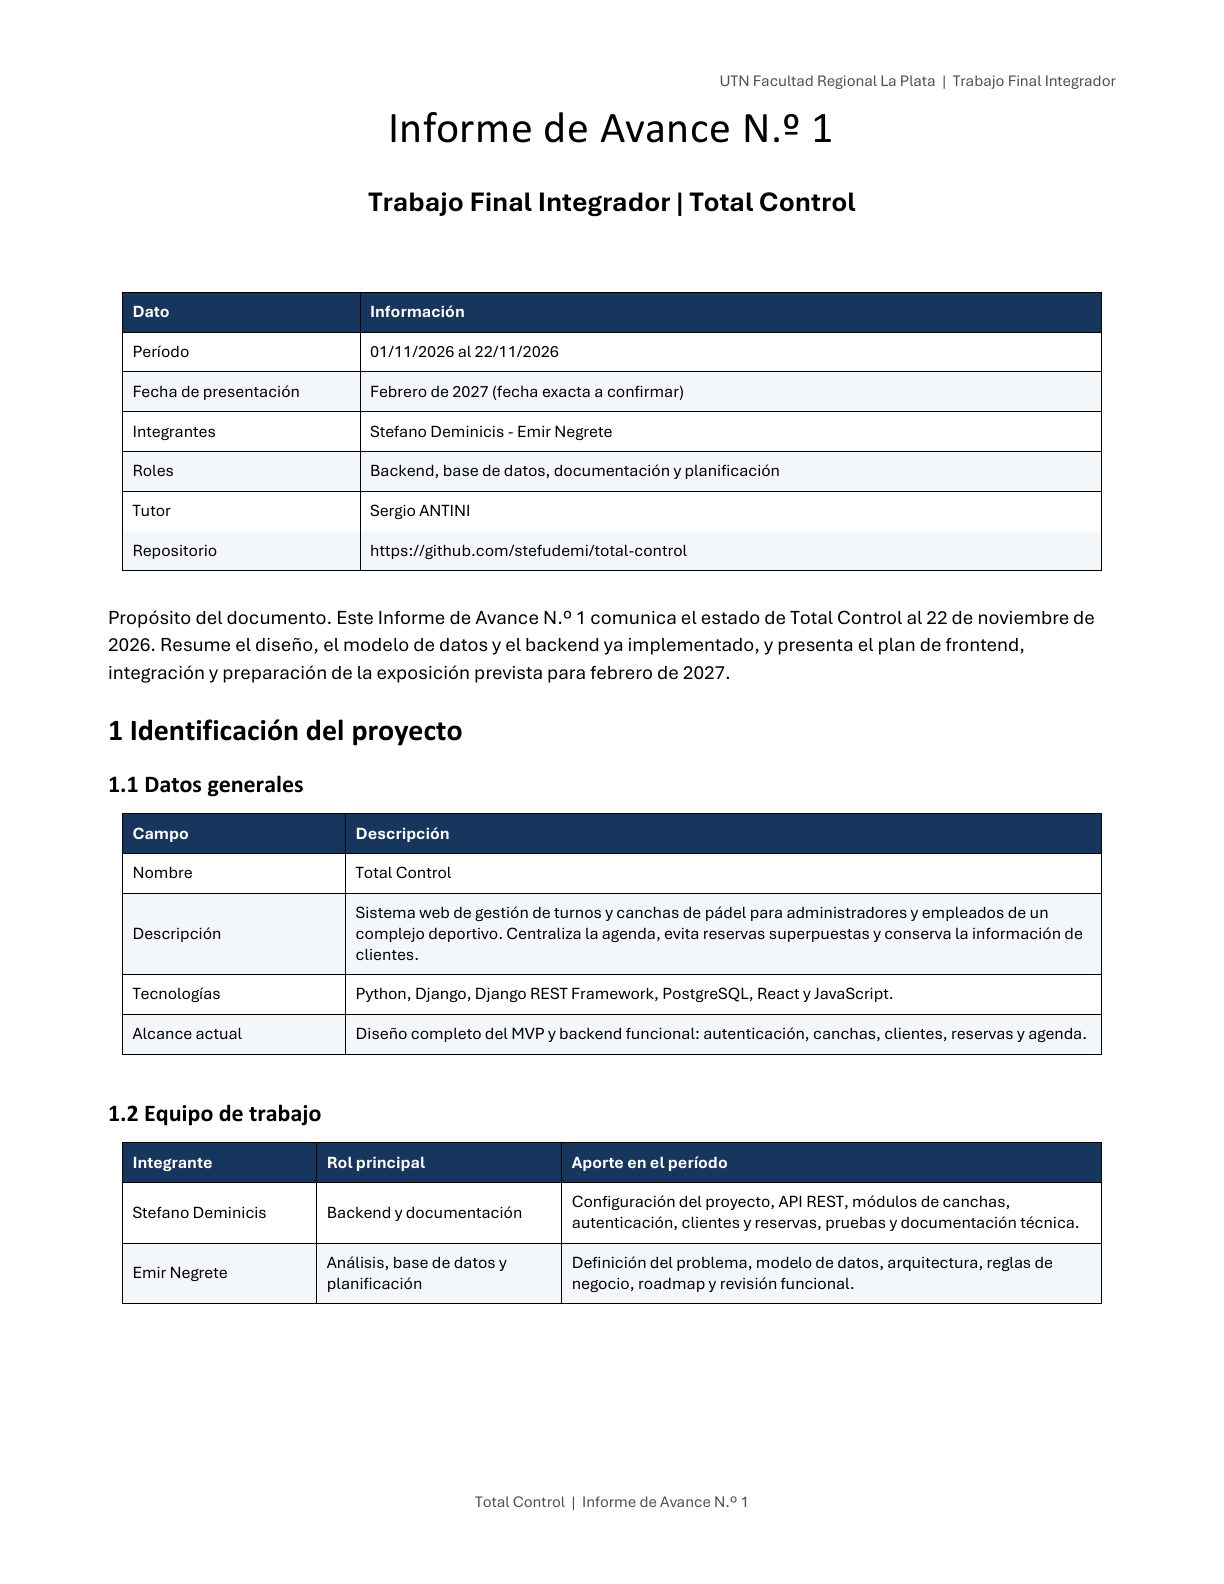 UTN Facultad Regional La Plata | Trabajo Final Integrador
Informe de Avance N.º 1
Trabajo Final Integrador | Total Control
Dato Información
Período 01/11/2026 al 22/11/2026
Fecha de presentación Febrero de 2027 (fecha exacta a confirmar)
Integrantes Stefano Deminicis - Emir Negrete
Roles Backend, base de datos, documentación y planificación
Tutor Sergio ANTINI
Repositorio https://github.com/stefudemi/total-control
Propósito del documento. Este Informe de Avance N.º 1 comunica el estado de Total Control al 22 de noviembre de
2026. Resume el diseño, el modelo de datos y el backend ya implementado, y presenta el plan de frontend,
integración y preparación de la exposición prevista para febrero de 2027.
1 Identificación del proyecto
1.1 Datos generales
Campo Descripción
Nombre Total Control
Descripción Sistema web de gestión de turnos y canchas de pádel para administradores y empleados de un
complejo deportivo. Centraliza la agenda, evita reservas superpuestas y conserva la información de
clientes.
Tecnologías Python, Django, Django REST Framework, PostgreSQL, React y JavaScript.
Alcance actual Diseño completo del MVP y backend funcional: autenticación, canchas, clientes, reservas y agenda.
1.2 Equipo de trabajo
Integrante Rol principal Aporte en el período
Stefano Deminicis Backend y documentación Configuración del proyecto, API REST, módulos de canchas,
autenticación, clientes y reservas, pruebas y documentación técnica.
Emir Negrete Análisis, base de datos y planificación Definición del problema, modelo de datos, arquitectura, reglas de
negocio, roadmap y revisión funcional.
Total Control | Informe de Avance N.º 1